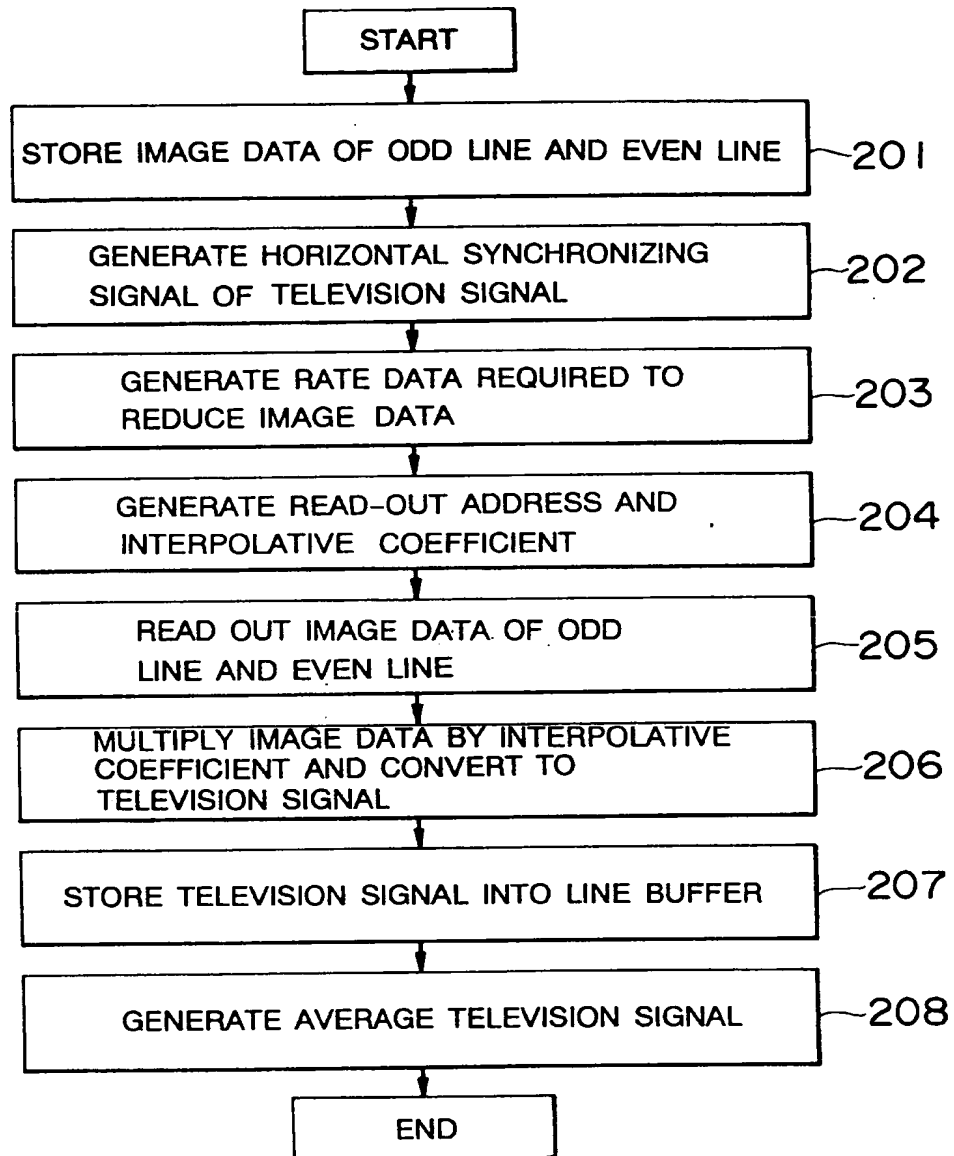 START
STORE IMAGE DATA OF ODD LINE AND EVEN LINE
201
GENERATE HORIZONTAL SYNCHRONIZING
SIGNAL OF TELEVISION SIGNAL
202
GENERATE RATE DATA REQUIRED TO
REDUCE IMAGE DATA
203
GENERATE READ-OUT ADDRESS AND
INTERPOLATIVE COEFFICIENT
204
READ OUT IMAGE DATA OF ODD
LINE AND EVEN LINE
205
MULTIPLY IMAGE DATA BY INTERPOLATIVE
COEFFICIENT AND CONVERT TO
TELEVISION SIGNAL
206
STORE TELEVISION SIGNAL INTO LINE BUFFER
207
GENERATE AVERAGE TELEVISION SIGNAL
208
END